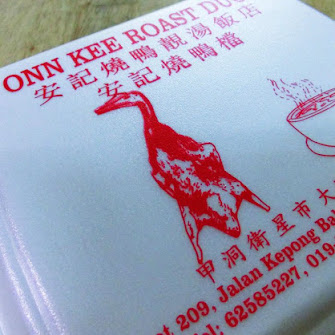 ONN KEE ROAST DU
安記燒鴨靚湯飯店
安記燒鴨檔
甲洞衛星市大
209, Jalan Kepong Ba
62585227, 019